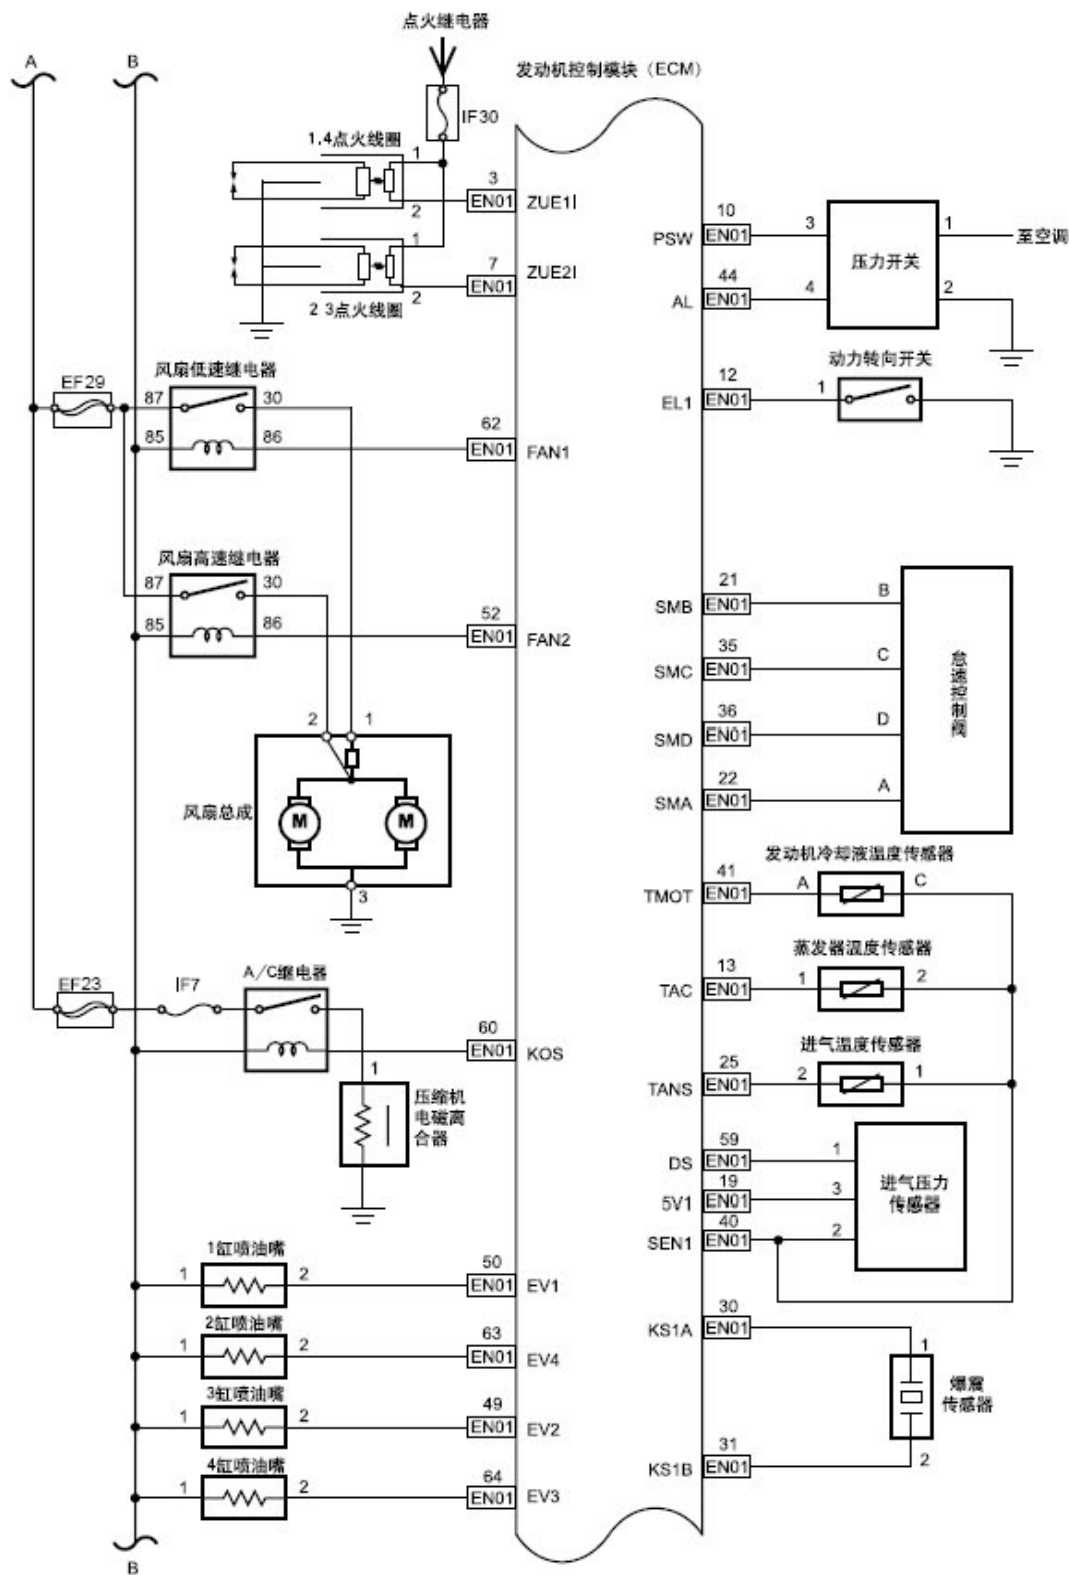 点火继电器
A
B
发动机控制模块（ECM）
IF30
1.4点火线圈
1
2
3
EN01
ZUE1I
1
2
2 3点火线圈
7
EN01
ZUE2I
10
PSW
EN01
3
压力开关
1
至空调
44
AL
EN01
4
2
动力转向开关
12
EL1
EN01
1
EF29
风扇低速继电器
87
30
85
86
62
EN01
FAN1
风扇高速继电器
87
30
85
86
52
EN01
FAN2
21
SMB
EN01
B
35
SMC
EN01
C
36
SMD
EN01
D
22
SMA
EN01
A
怠速控制阀
2
1
风扇总成
M
M
3
发动机冷却液温度传感器
41
TMOT
EN01
A
C
蒸发器温度传感器
13
TAC
EN01
1
2
进气温度传感器
25
TANS
EN01
2
1
EF23
IF7
A/C继电器
60
EN01
KOS
1
压缩机
电磁离
合器
59
DS
EN01
1
19
5V1
EN01
3
40
SEN1
EN01
2
进气压力
传感器
1缸喷油嘴
1
2
50
EN01
EV1
2缸喷油嘴
1
2
63
EN01
EV4
3缸喷油嘴
1
2
49
EN01
EV2
4缸喷油嘴
1
2
64
EN01
EV3
30
KS1A
EN01
1
爆震
传感器
31
KS1B
EN01
2
B